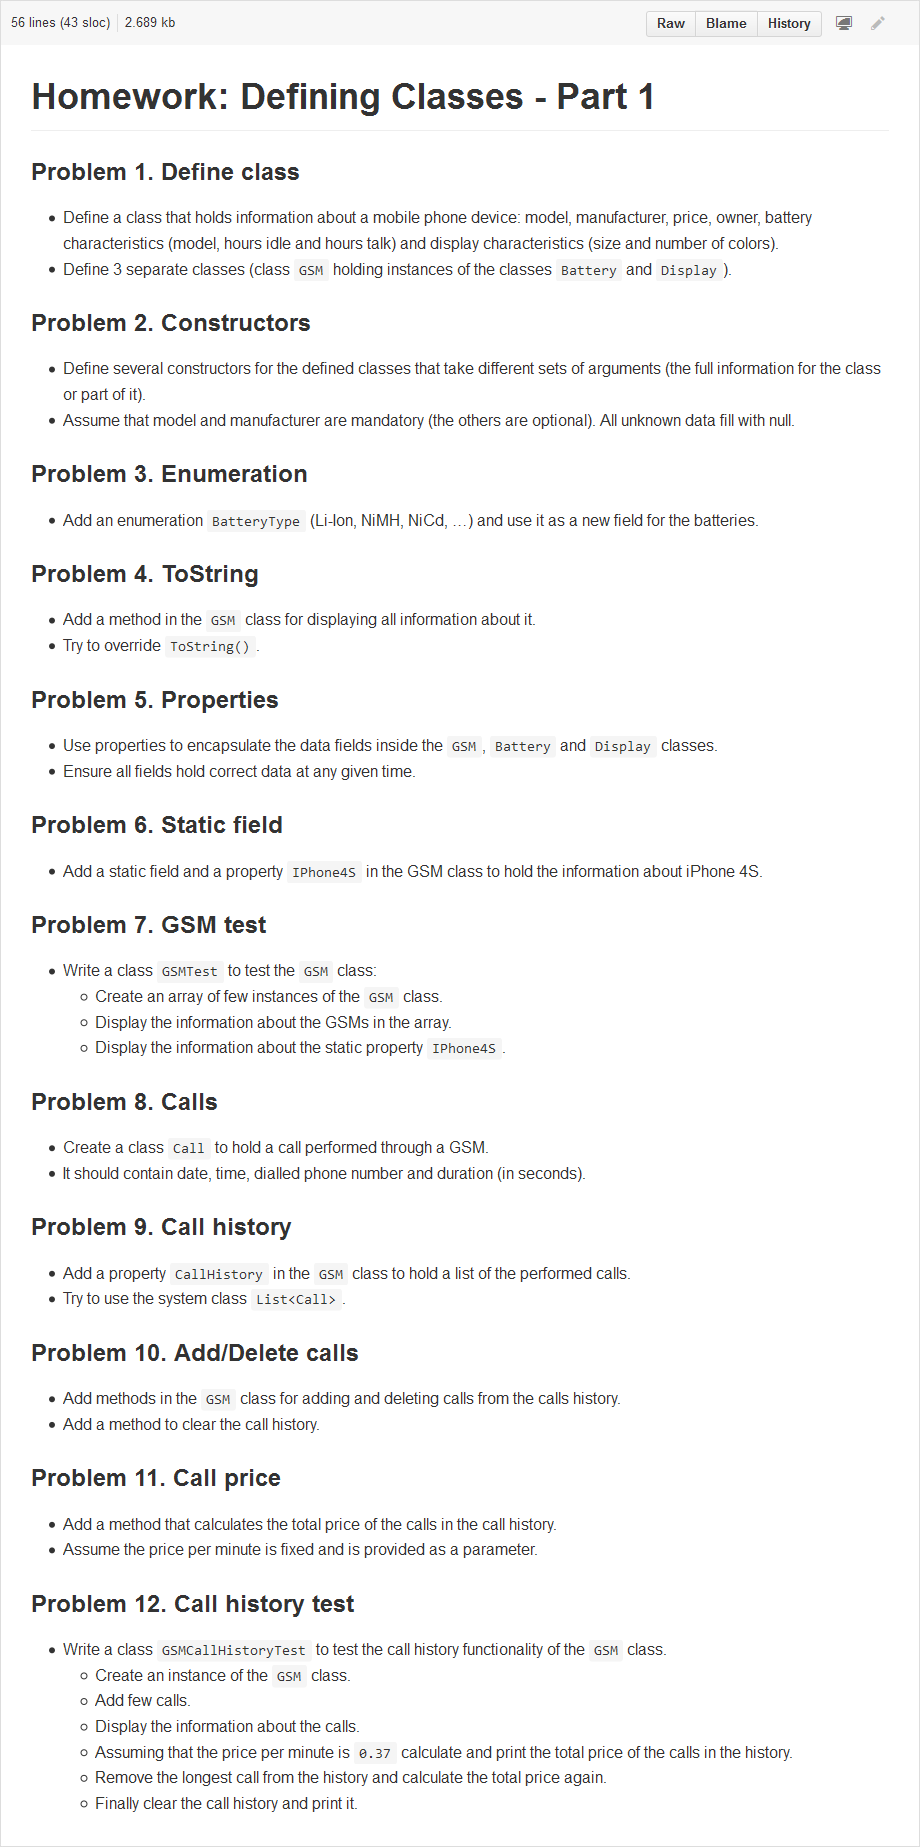 56 lines (43 sloc) 2.689 kb
Raw Blame History
Homework: Defining Classes - Part 1
Problem 1. Define class
Define a class that holds information about a mobile phone device: model, manufacturer, price, owner, battery
characteristics (model, hours idle and hours talk) and display characteristics (size and number of colors).
Define 3 separate classes (class GSM holding instances of the classes Battery and Display).
Problem 2. Constructors
Define several constructors for the defined classes that take different sets of arguments (the full information for the class
or part of it).
Assume that model and manufacturer are mandatory (the others are optional). All unknown data fill with null.
Problem 3. Enumeration
Add an enumeration BatteryType (Li-Ion, NiMH, NiCd, …) and use it as a new field for the batteries.
Problem 4. ToString
Add a method in the GSM class for displaying all information about it.
Try to override ToString().
Problem 5. Properties
Use properties to encapsulate the data fields inside the GSM, Battery and Display classes.
Ensure all fields hold correct data at any given time.
Problem 6. Static field
Add a static field and a property IPhone4S in the GSM class to hold the information about iPhone 4S.
Problem 7. GSM test
Write a class GSMTest to test the GSM class:
Create an array of few instances of the GSM class.
Display the information about the GSMs in the array.
Display the information about the static property IPhone4S.
Problem 8. Calls
Create a class Call to hold a call performed through a GSM.
It should contain date, time, dialled phone number and duration (in seconds).
Problem 9. Call history
Add a property CallHistory in the GSM class to hold a list of the performed calls.
Try to use the system class List<Call>.
Problem 10. Add/Delete calls
Add methods in the GSM class for adding and deleting calls from the calls history.
Add a method to clear the call history.
Problem 11. Call price
Add a method that calculates the total price of the calls in the call history.
Assume the price per minute is fixed and is provided as a parameter.
Problem 12. Call history test
Write a class GSMCallHistoryTest to test the call history functionality of the GSM class.
Create an instance of the GSM class.
Add few calls.
Display the information about the calls.
Assuming that the price per minute is 0.37 calculate and print the total price of the calls in the history.
Remove the longest call from the history and calculate the total price again.
Finally clear the call history and print it.